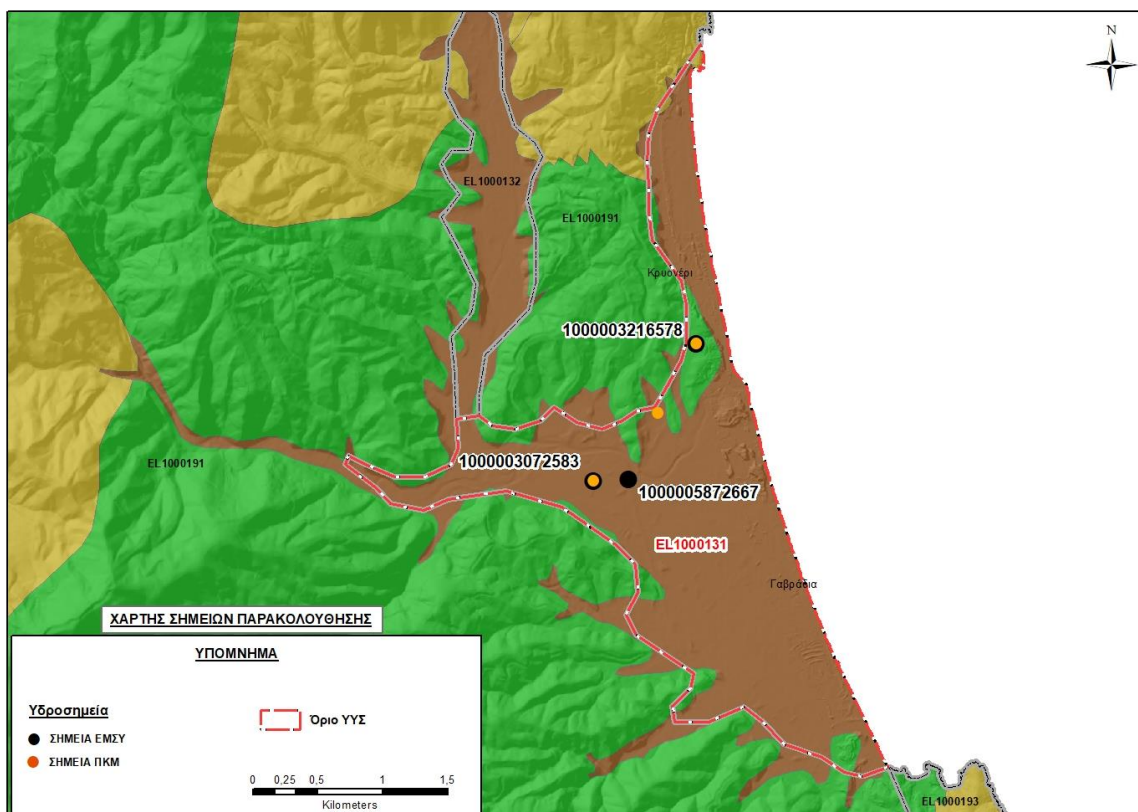 N
EL1000132
EL1000191
Κρυονέρι
1000003216578
EL1000191
1000003072583
1000005872667
EL1000131
Γαβράδια
ΧΑΡΤΗΣ ΣΗΜΕΙΩΝ ΠΑΡΑΚΟΛΟΥΘΗΣΗΣ
ΥΠΟΜΝΗΜΑ
Υδροσημεία
ΣΗΜΕΙΑ ΕΜΣΥ
ΣΗΜΕΙΑ ΠΚΜ
Όριο ΥΥΣ
0 0,25 0,5 1 1,5
Kilometers
EL1000193